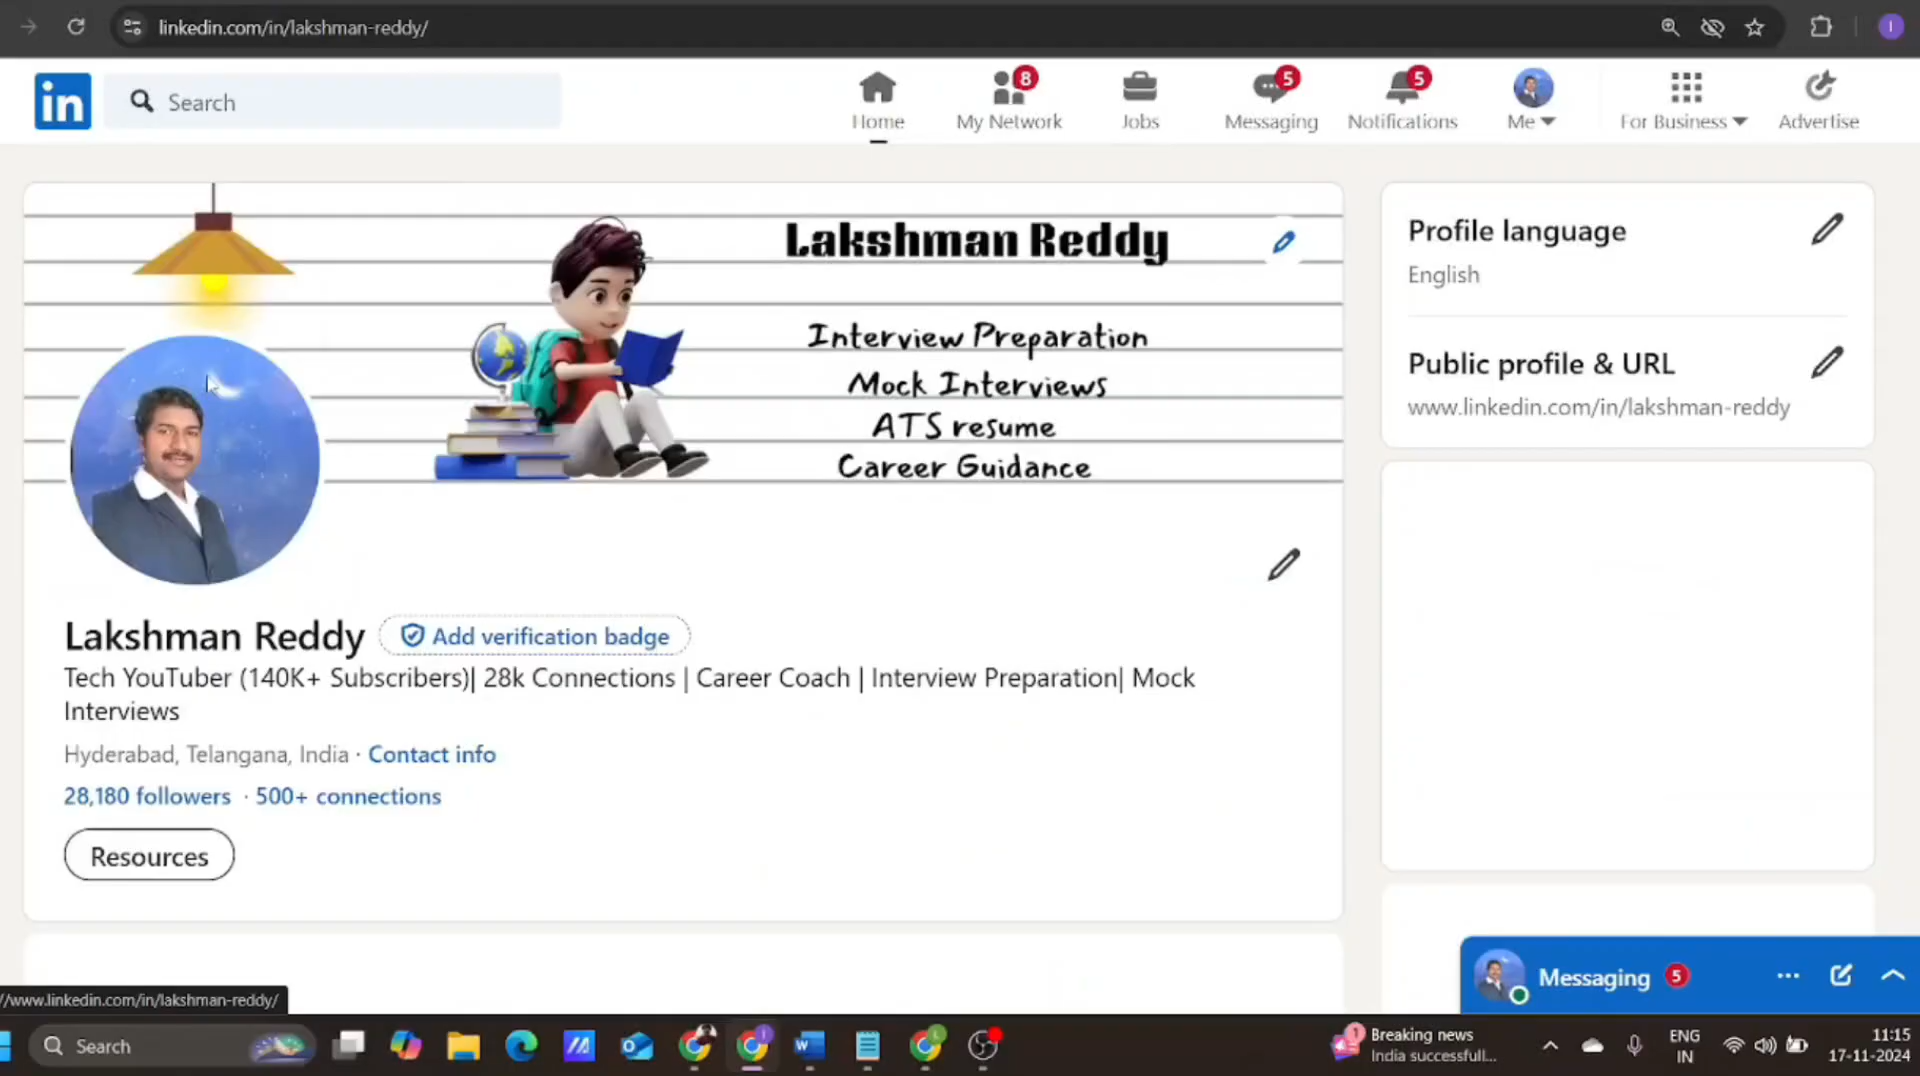 linkedin.com/in/lakshman-reddy/
I
in
Search
8
5
5
Home
My Network
Jobs
Messaging
Notifications
Me
For Business
Advertise
Lakshman Reddy
Interview Preparation
Mock Interviews
ATS resume
Career Guidance
Profile language
English
Public profile & URL
www.linkedin.com/in/lakshman-reddy
Lakshman Reddy
Add verification badge
Tech YouTuber (140K+ Subscribers)| 28k Connections | Career Coach | Interview Preparation| Mock
Interviews
Hyderabad, Telangana, India · Contact info
28,180 followers · 500+ connections
Resources
Messaging 5
//www.linkedin.com/in/lakshman-reddy/
Search
1
Breaking news
India successfull...
ENG
IN
11:15
17-11-2024